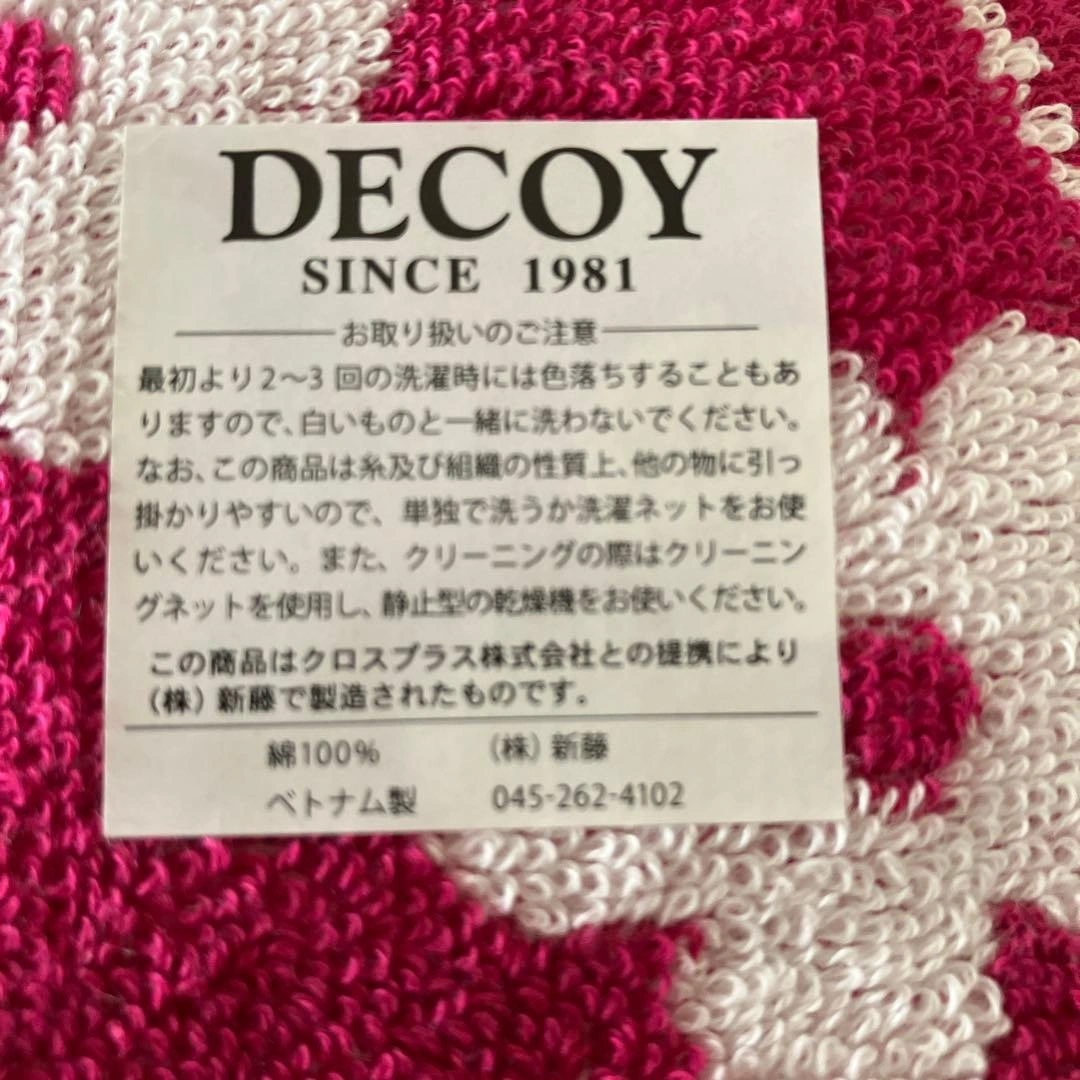 DECOY
SINCE 1981
お取り扱いのご注意
最初より2〜3 回の洗濯時には色落ちすることもあ
りますので、白いものと一緒に洗わないでください。
なお、この商品は糸及び組織の性質上、他の物に引っ
掛かりやすいので、単独で洗うか洗濯ネットをお使
いください。また、クリーニングの際はクリーニン
グネットを使用し、静止型の乾燥機をお使いください。
この商品はクロスプラス株式会社との提携により
(株) 新藤で製造されたものです。
綿100% (株) 新藤
ベトナム製 045-262-4102